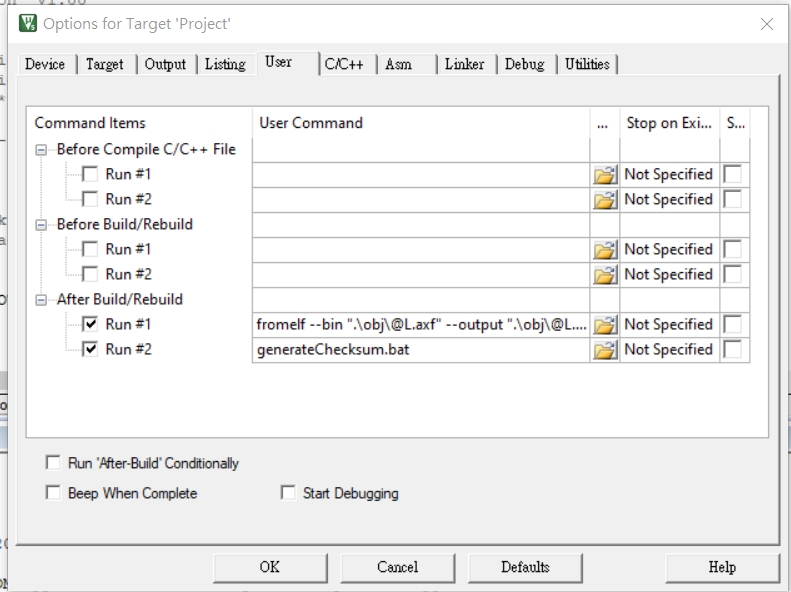 Options for Target 'Project'
Device Target Output Listing User C/C++ Asm Linker Debug Utilities
Command Items User Command ... Stop on Exi... S...
Before Compile C/C++ File
Run #1 Not Specified
Run #2 Not Specified
Before Build/Rebuild
Run #1 Not Specified
Run #2 Not Specified
After Build/Rebuild
Run #1 fromelf --bin ".\obj\@L.axf" --output ".\obj\@L.... Not Specified
Run #2 generateChecksum.bat Not Specified
Run 'After-Build' Conditionally
Beep When Complete Start Debugging
OK Cancel Defaults Help